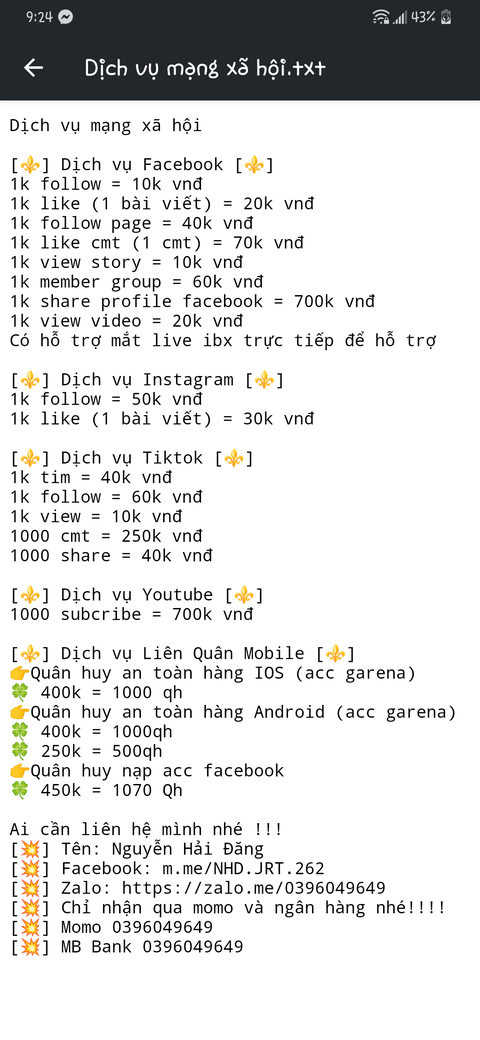 9:24
43%
Dịch vụ mạng xã hội.txt
Dịch vụ mạng xã hội
[⚜️] Dịch vụ Facebook [⚜️]
1k follow = 10k vnđ
1k like (1 bài viết) = 20k vnđ
1k follow page = 40k vnđ
1k like cmt (1 cmt) = 70k vnđ
1k view story = 10k vnđ
1k member group = 60k vnđ
1k share profile facebook = 700k vnđ
1k view video = 20k vnđ
Có hỗ trợ mắt live ibx trực tiếp để hỗ trợ
[⚜️] Dịch vụ Instagram [⚜️]
1k follow = 50k vnđ
1k like (1 bài viết) = 30k vnđ
[⚜️] Dịch vụ Tiktok [⚜️]
1k tim = 40k vnđ
1k follow = 60k vnđ
1k view = 10k vnđ
1000 cmt = 250k vnđ
1000 share = 40k vnđ
[⚜️] Dịch vụ Youtube [⚜️]
1000 subcribe = 700k vnđ
[⚜️] Dịch vụ Liên Quân Mobile [⚜️]
👉Quân huy an toàn hàng IOS (acc garena)
🍀 400k = 1000 qh
👉Quân huy an toàn hàng Android (acc garena)
🍀 400k = 1000qh
🍀 250k = 500qh
👉Quân huy nạp acc facebook
🍀 450k = 1070 Qh
Ai cần liên hệ mình nhé !!!
[💥] Tên: Nguyễn Hải Đăng
[💥] Facebook: m.me/NHD.JRT.262
[💥] Zalo: https://zalo.me/0396049649
[💥] Chỉ nhận qua momo và ngân hàng nhé!!!!
[💥] Momo 0396049649
[💥] MB Bank 0396049649